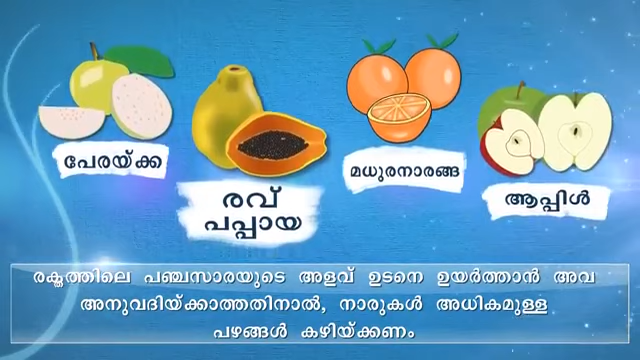 പേരയ്ക്ക
രവ്
പപ്പായ
മധുരനാരങ്ങ
ആപ്പിൾ
രക്തത്തിലെ പഞ്ചസാരയുടെ അളവ് ഉടനെ ഉയർത്താൻ അവ
അനുവദിയ്ക്കാത്തതിനാൽ, നാരുകൾ അധികമുള്ള
പഴങ്ങൾ കഴിയ്ക്കണം